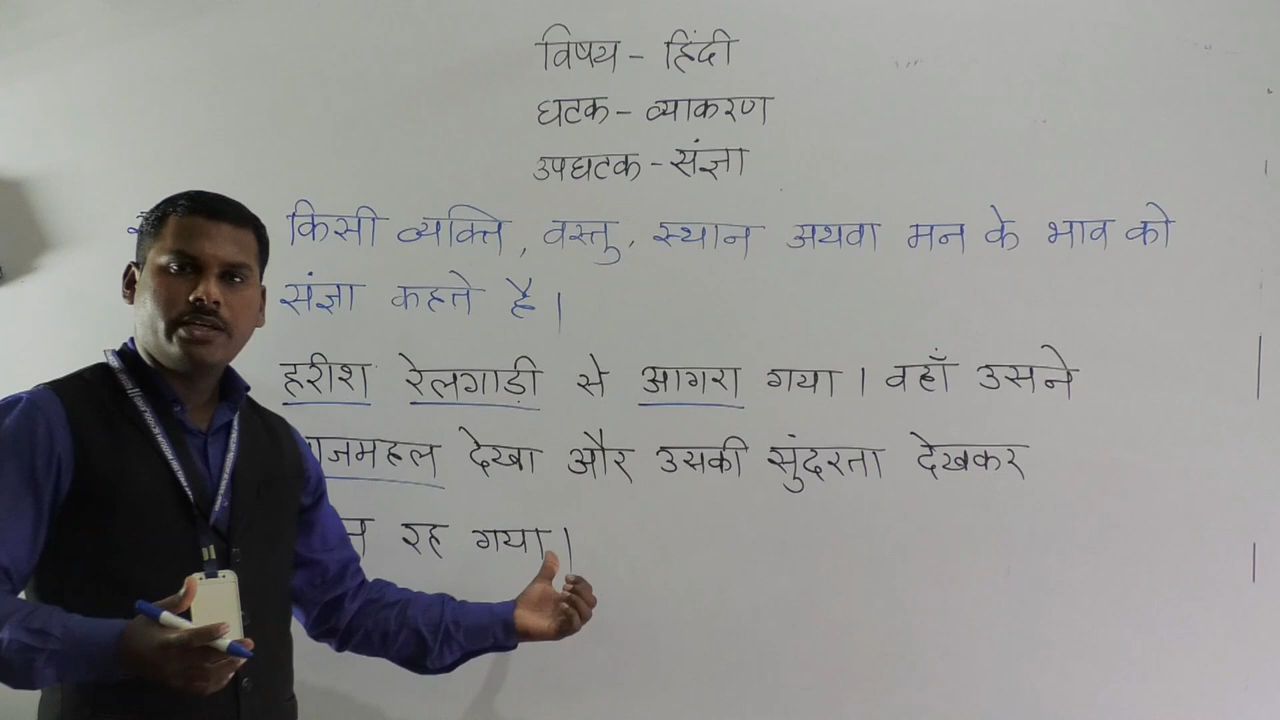 विषय - हिंदी
घटक - व्याकरण
उपघटक - संज्ञा
किसी व्यक्ति, वस्तु, स्थान अथवा मन के भाव को
संज्ञा कहते है।
हरीश रेलगाड़ी से आगरा गया। वहाँ उसने
देखा और उसकी सुंदरता देखकर
रह गया।